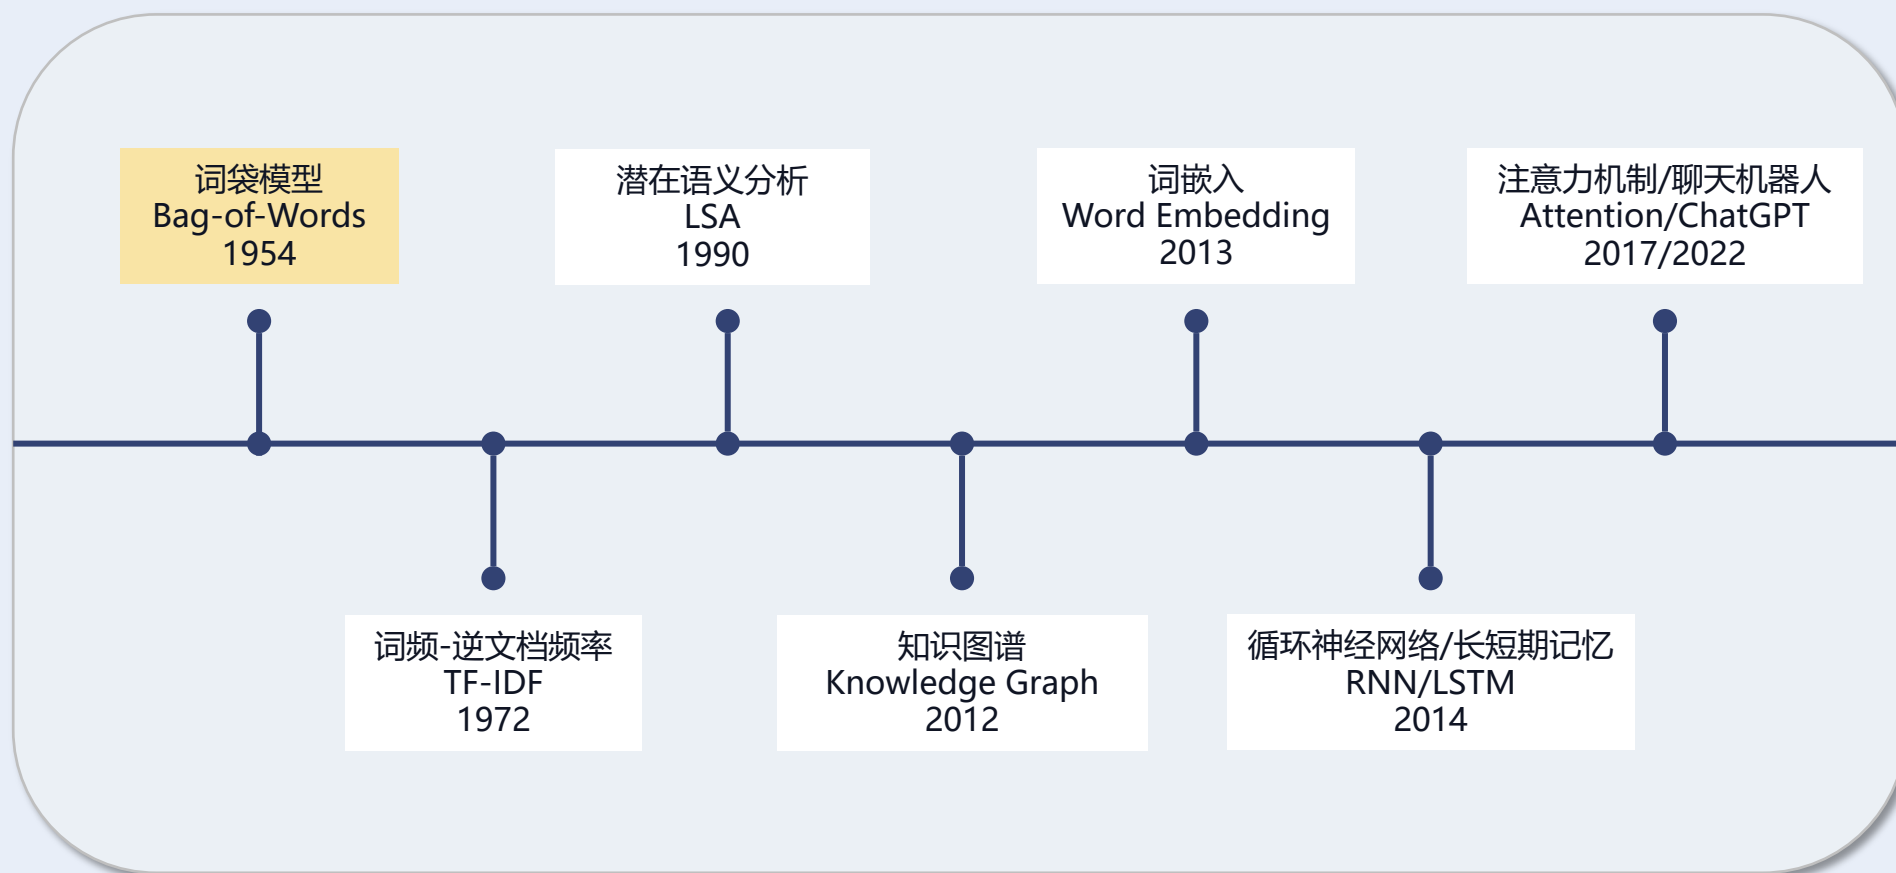 词袋模型
Bag-of-Words
1954
潜在语义分析
LSA
1990
词嵌入
Word Embedding
2013
注意力机制/聊天机器人
Attention/ChatGPT
2017/2022
词频-逆文档频率
TF-IDF
1972
知识图谱
Knowledge Graph
2012
循环神经网络/长短期记忆
RNN/LSTM
2014